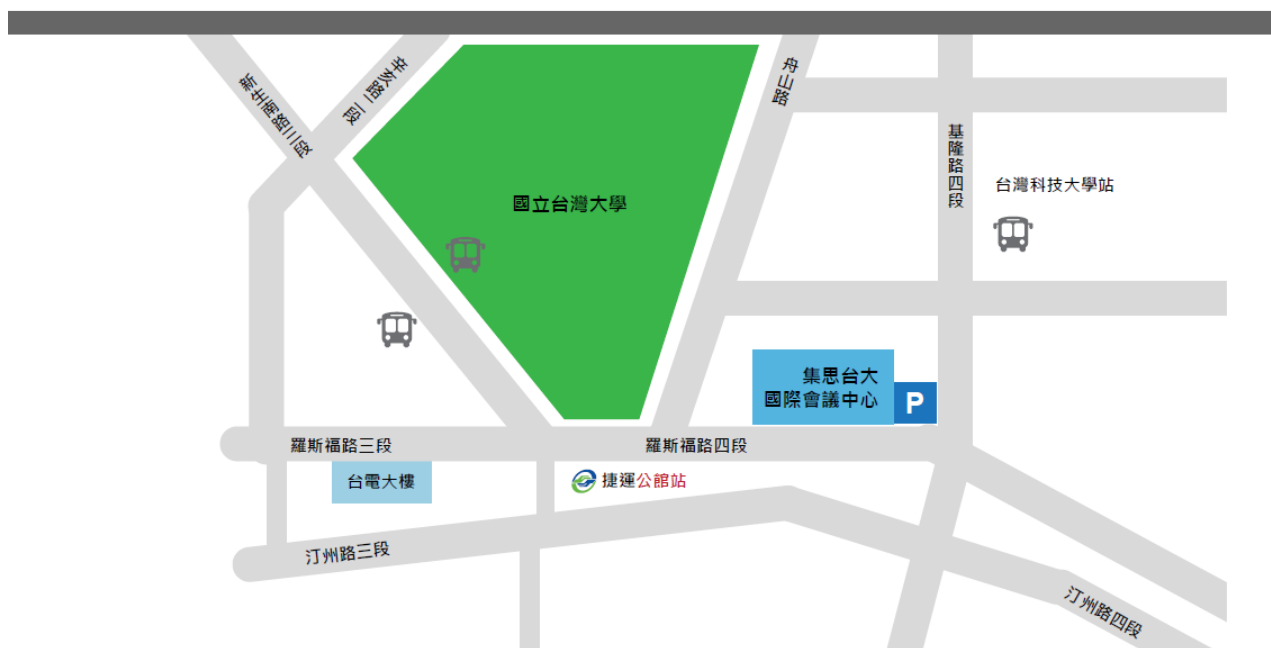 新生南路三段
辛亥路一段
舟山路
基隆路四段
台灣科技大學站
國立台灣大學
集思台大
國際會議中心
P
羅斯福路三段
羅斯福路四段
台電大樓
捷運公館站
汀州路三段
汀州路四段